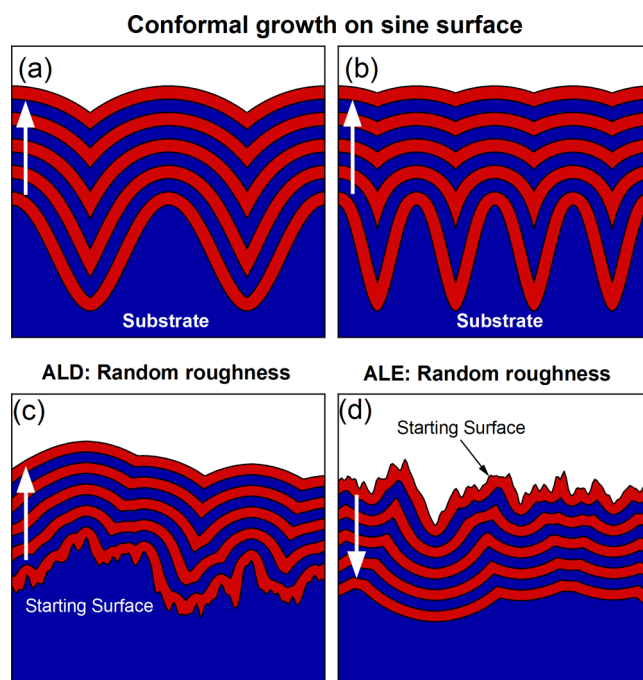 Conformal growth on sine surface
(a)
(b)
Substrate
Substrate
ALD: Random roughness
ALE: Random roughness
(c)
(d)
Starting Surface
Starting Surface